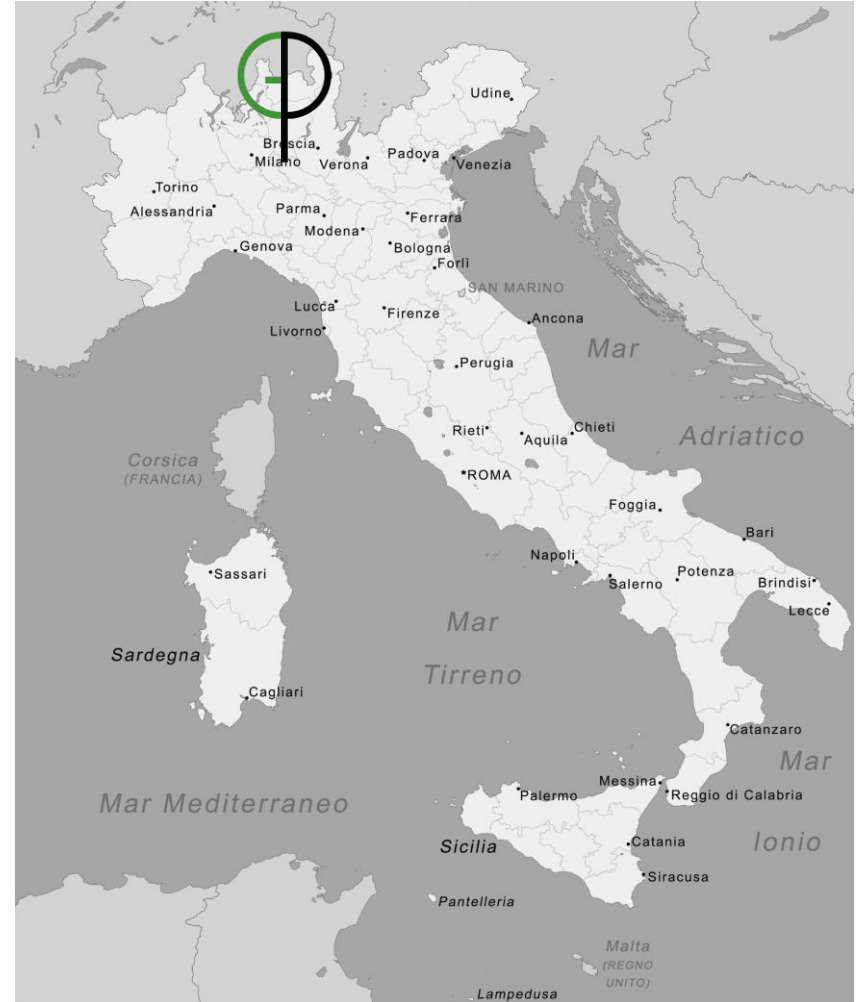 Udine
Brescia
Milano
Verona
Padova
Venezia
Torino
Alessandria
Parma
Ferrara
Modena
Bologna
Genova
Forlì
SAN MARINO
Lucca
Firenze
Livorno
Ancona
Mar
Adriatico
Perugia
Rieti
Aquila
Chieti
Corsica
(FRANCIA)
ROMA
Foggia
Bari
Napoli
Salerno
Potenza
Brindisi
Lecce
Sassari
Mar
Tirreno
Sardegna
Cagliari
Catanzaro
Mar
Ionio
Messina
Reggio di Calabria
Palermo
Mar Mediterraneo
Sicilia
Catania
Siracusa
Pantelleria
Malta
(REGNO
UNITO)
Lampedusa